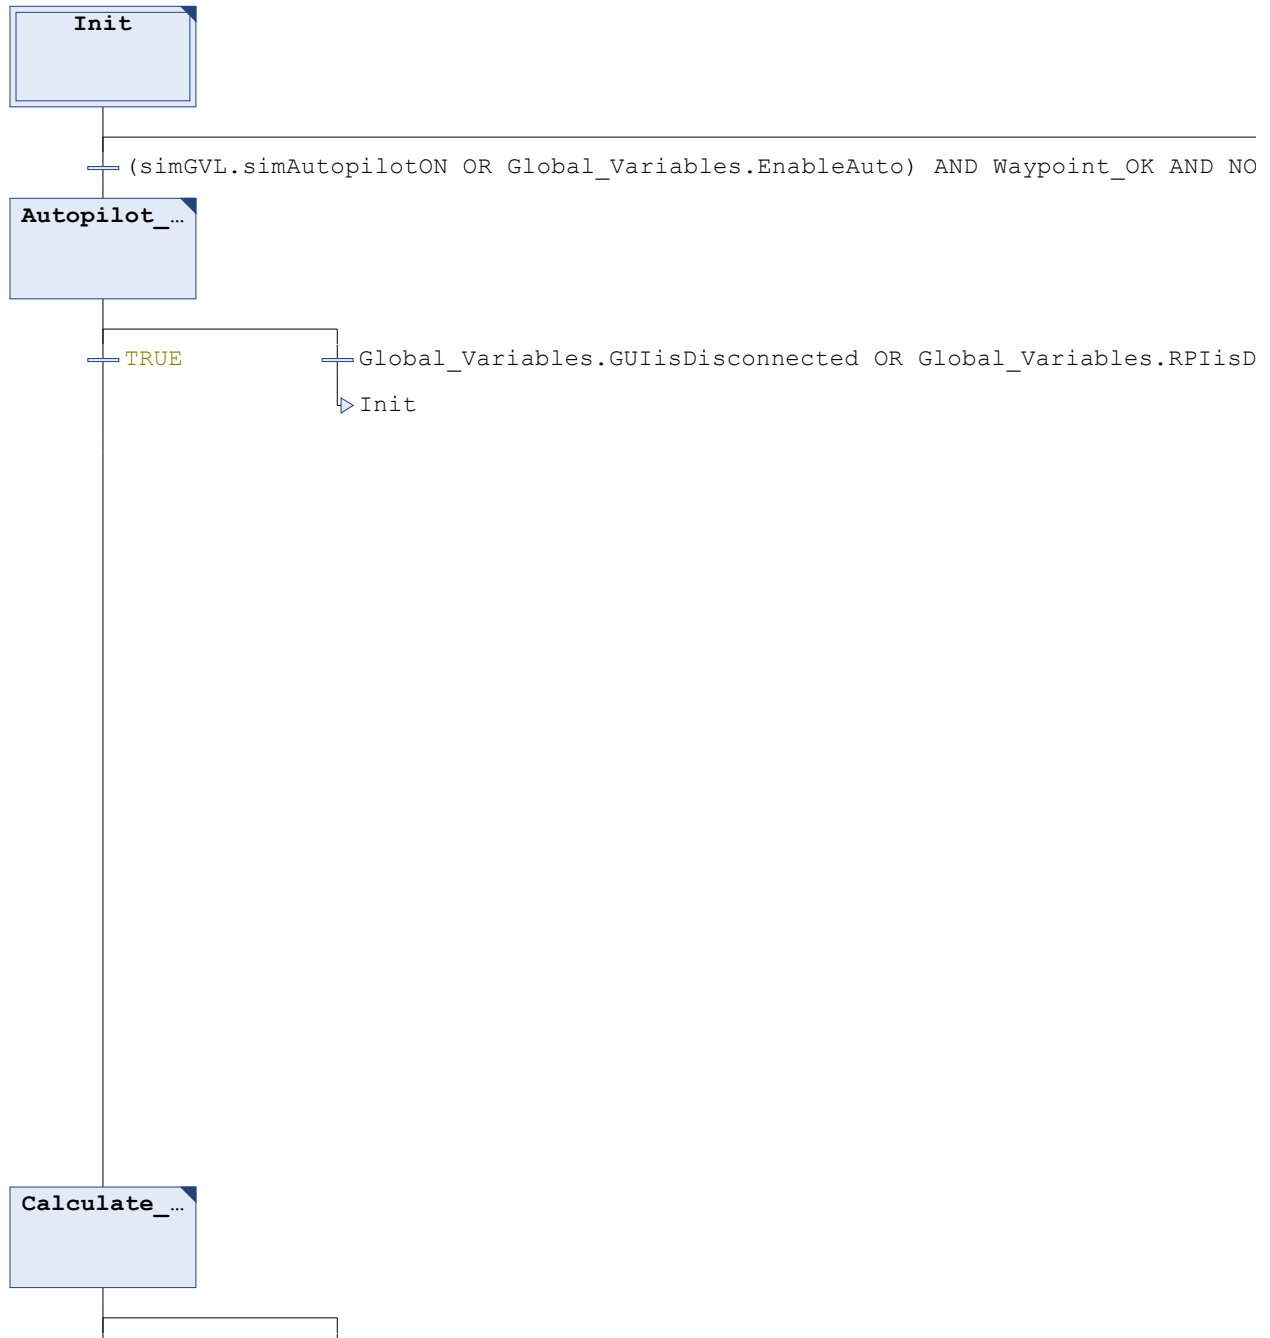 Init
(simGVL.simAutopilotON OR Global_Variables.EnableAuto) AND Waypoint_OK AND NO
Autopilot_…
TRUE
Global_Variables.GUIisDisconnected OR Global_Variables.RPIisD
Init
Calculate_…